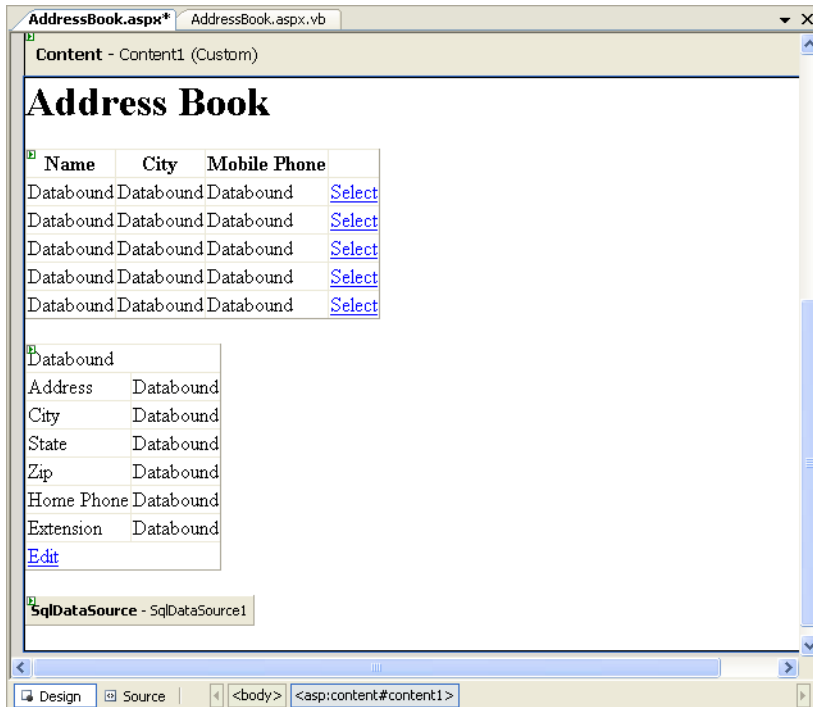 AddressBook.aspx* AddressBook.aspx.vb
Content - Content1 (Custom)
Address Book
Name City Mobile Phone
Databound Databound Databound Select
Databound Databound Databound Select
Databound Databound Databound Select
Databound Databound Databound Select
Databound Databound Databound Select
Databound
Address Databound
City Databound
State Databound
Zip Databound
Home Phone Databound
Extension Databound
Edit
SqlDataSource - SqlDataSource1
Design Source <body> <asp:content#content1>